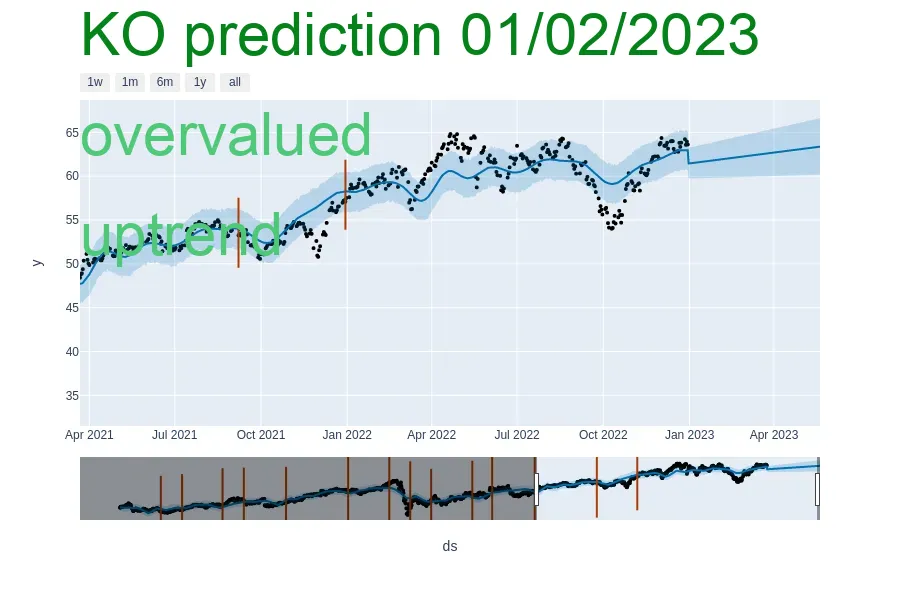 KO prediction 01/02/2023
1w 1m 6m 1y all
overvalued
uptrend
65
60
55
50
45
40
35
y
Apr 2021 Jul 2021 Oct 2021 Jan 2022 Apr 2022 Jul 2022 Oct 2022 Jan 2023 Apr 2023
ds